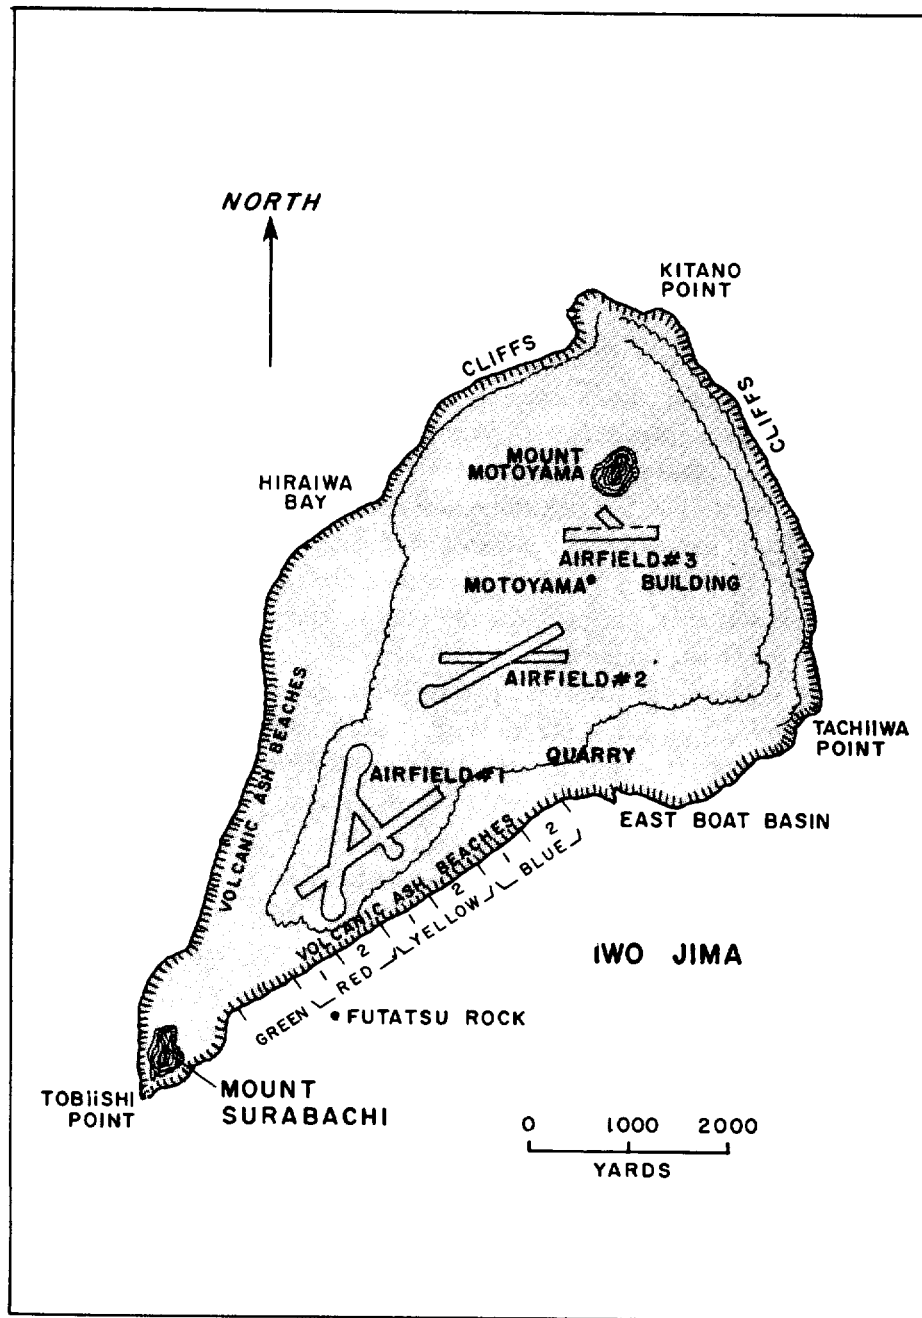 NORTH
KITANO
POINT
CLIFFS
CLIFFS
MOUNT
MOTOYAMA
HIRAIWA
BAY
AIRFIELD #3
MOTOYAMA
BUILDING
AIRFIELD #2
VOLCANIC ASH BEACHES
TACHIIWA
POINT
QUARRY
AIRFIELD #1
EAST BOAT BASIN
VOLCANIC ASH BEACHES
1 2 1 2 1 2
GREEN RED YELLOW BLUE
IWO JIMA
FUTATSU ROCK
TOBIISHI
POINT
MOUNT
SURABACHI
0 1000 2000
YARDS